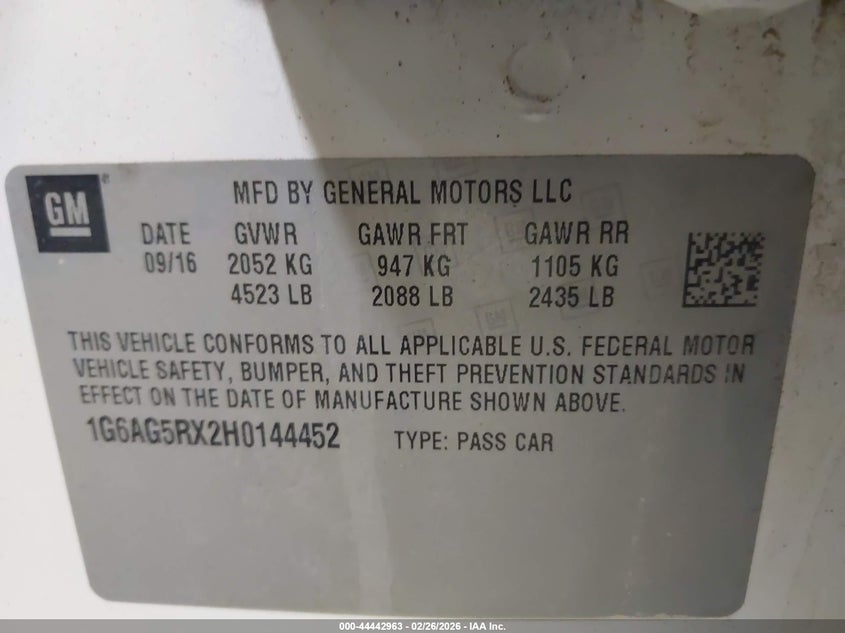 GM
MFD BY GENERAL MOTORS LLC
DATE GVWR GAWR FRT GAWR RR
09/16 2052 KG 947 KG 1105 KG
4523 LB 2088 LB 2435 LB
THIS VEHICLE CONFORMS TO ALL APPLICABLE U.S. FEDERAL MOTOR
VEHICLE SAFETY, BUMPER, AND THEFT PREVENTION STANDARDS IN
EFFECT ON THE DATE OF MANUFACTURE SHOWN ABOVE.
1G6AG5RX2H0144452 TYPE: PASS CAR
000-44442963 - 02/26/2026 - IAA Inc.